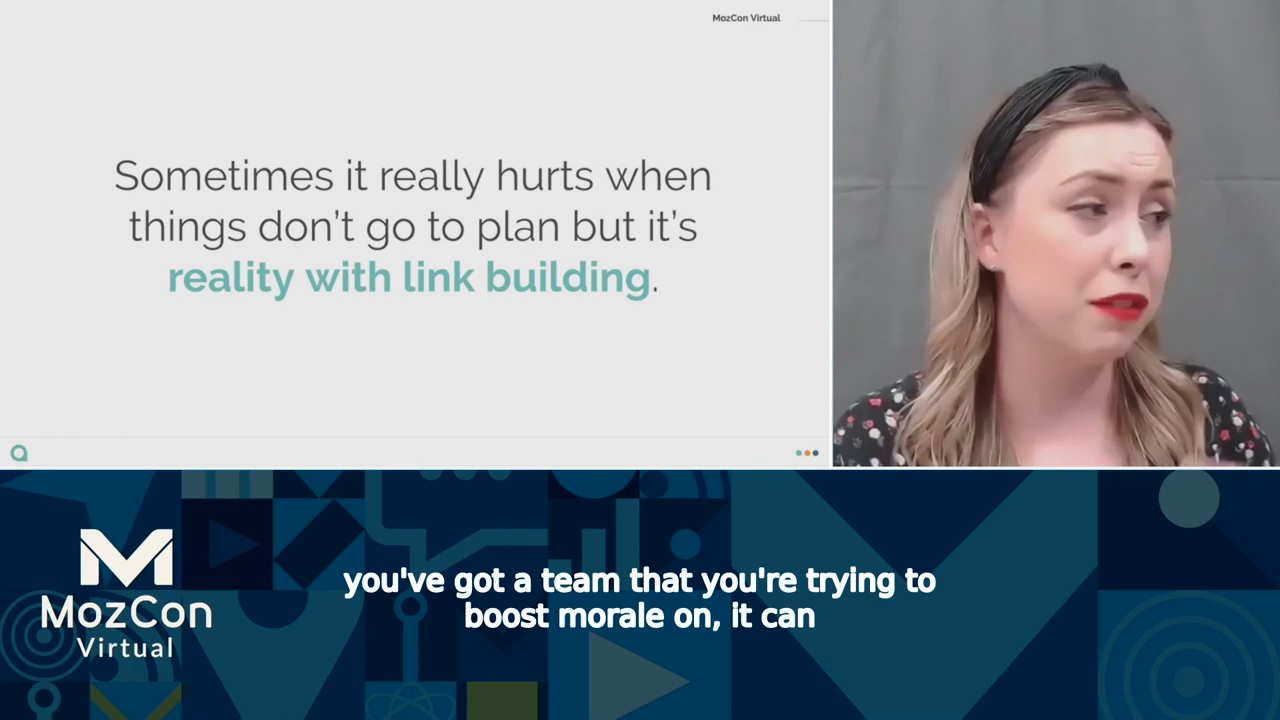 MozCon Virtual
Sometimes it really hurts when
things don't go to plan but it's
reality with link building.
MozCon
Virtual
you've got a team that you're trying to
boost morale on, it can